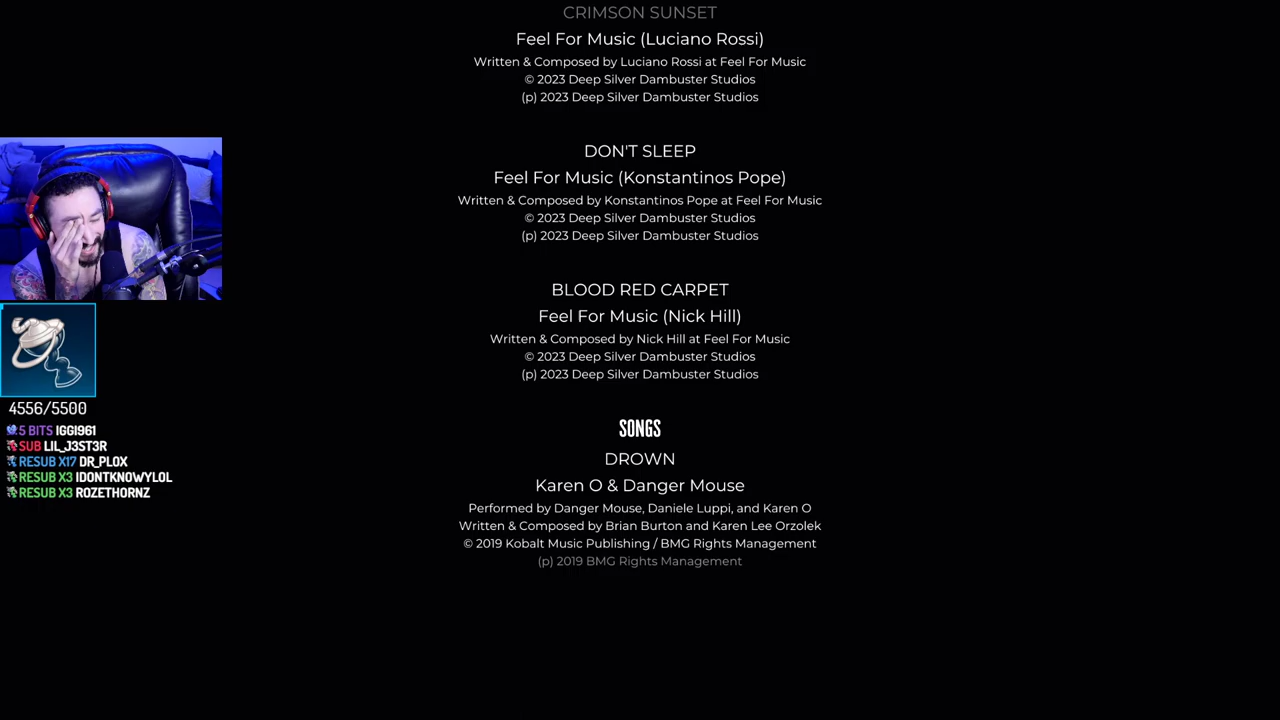 CRIMSON SUNSET
Feel For Music (Luciano Rossi)
Written & Composed by Luciano Rossi at Feel For Music
© 2023 Deep Silver Dambuster Studios
(p) 2023 Deep Silver Dambuster Studios
DON'T SLEEP
Feel For Music (Konstantinos Pope)
Written & Composed by Konstantinos Pope at Feel For Music
© 2023 Deep Silver Dambuster Studios
(p) 2023 Deep Silver Dambuster Studios
BLOOD RED CARPET
Feel For Music (Nick Hill)
Written & Composed by Nick Hill at Feel For Music
© 2023 Deep Silver Dambuster Studios
(p) 2023 Deep Silver Dambuster Studios
SONGS
DROWN
Karen O & Danger Mouse
Performed by Danger Mouse, Daniele Luppi, and Karen O
Written & Composed by Brian Burton and Karen Lee Orzolek
© 2019 Kobalt Music Publishing / BMG Rights Management
(p) 2019 BMG Rights Management
4556/5500
5 BITS IGGI961
SUB LIL_J3ST3R
RESUB X17 DR_PLOX
RESUB X3 IDONTKNOWYLOL
RESUB X3 ROZETHORNZ